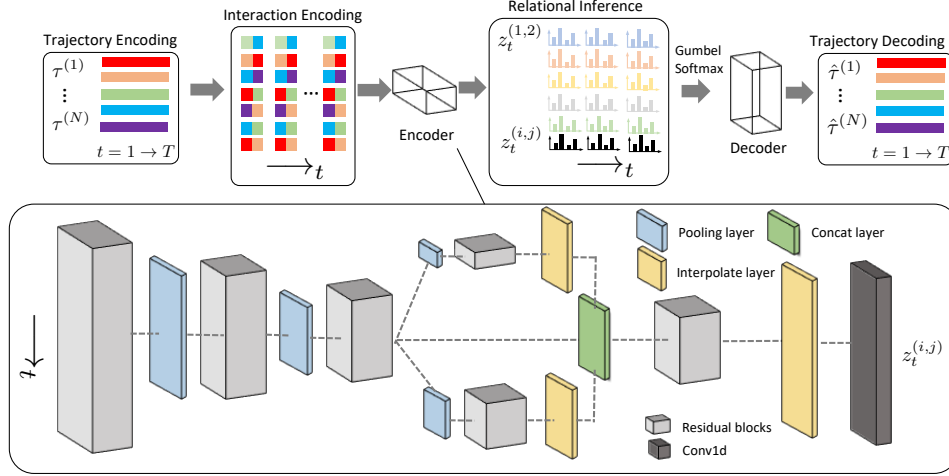 Trajectory Encoding
τ^(1)
⋮
τ^(N)
t = 1 → T
Interaction Encoding
...
...
t
Encoder
Relational Inference
z_t^(1,2)
z_t^(i,j)
t
Gumbel
Softmax
Decoder
Trajectory Decoding
τ̂^(1)
⋮
τ̂^(N)
t = 1 → T
t
Pooling layer
Concat layer
Interpolate layer
z_t^(i,j)
Residual blocks
Conv1d